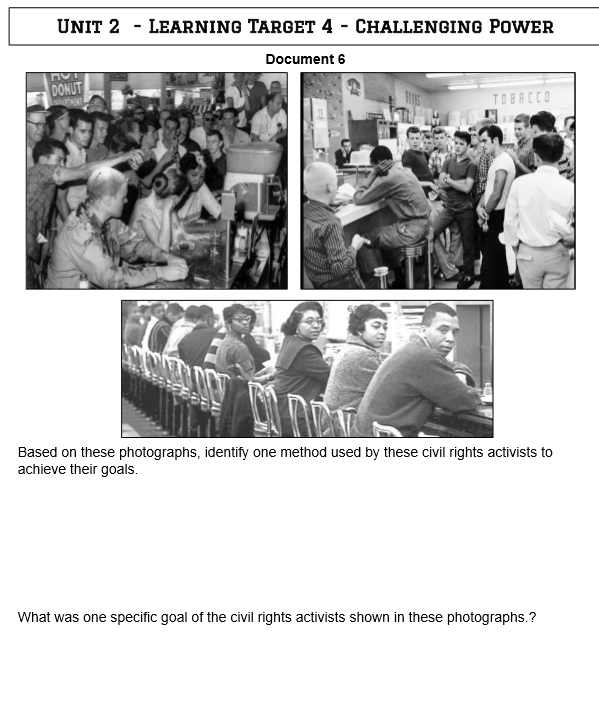 UNIT 2 - LEARNING TARGET 4 - CHALLENGING POWER
Document 6
DONUT
TOBACCO
Based on these photographs, identify one method used by these civil rights activists to
achieve their goals.
What was one specific goal of the civil rights activists shown in these photographs.?